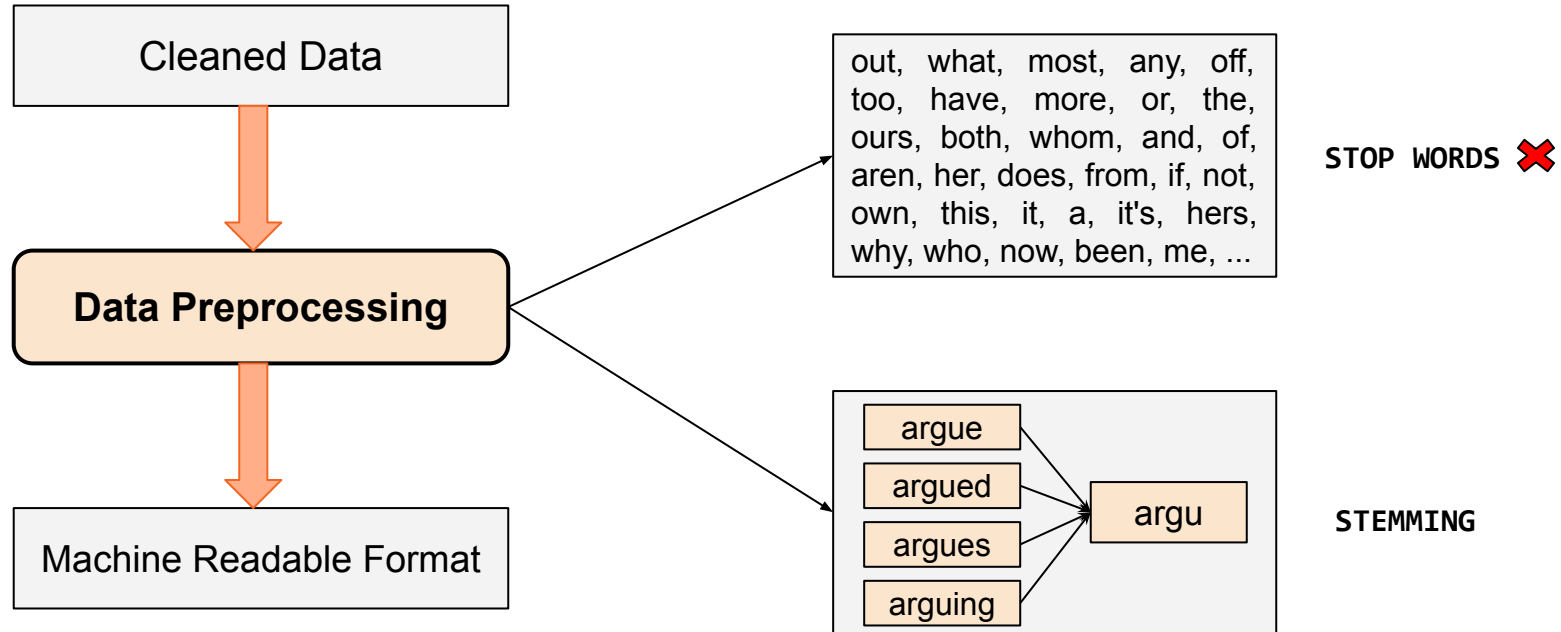 Cleaned Data
Data Preprocessing
Machine Readable Format
out, what, most, any, off,
too, have, more, or, the,
ours, both, whom, and, of,
aren, her, does, from, if, not,
own, this, it, a, it's, hers,
why, who, now, been, me, ...
STOP WORDS
argue
argued
argues
arguing
argu
STEMMING